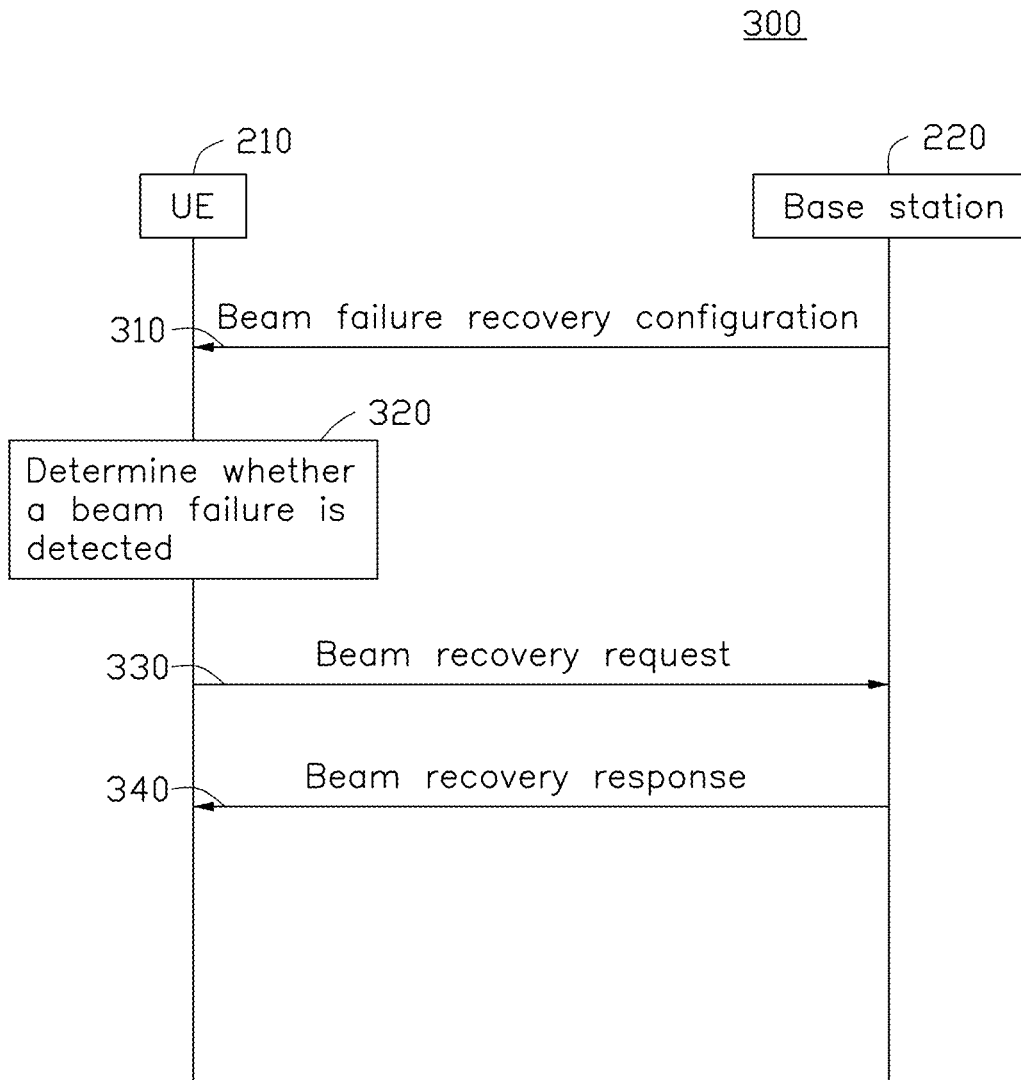 300
210
220
UE
Base station
Beam failure recovery configuration
310
320
Determine whether
a beam failure is
detected
Beam recovery request
330
Beam recovery response
340